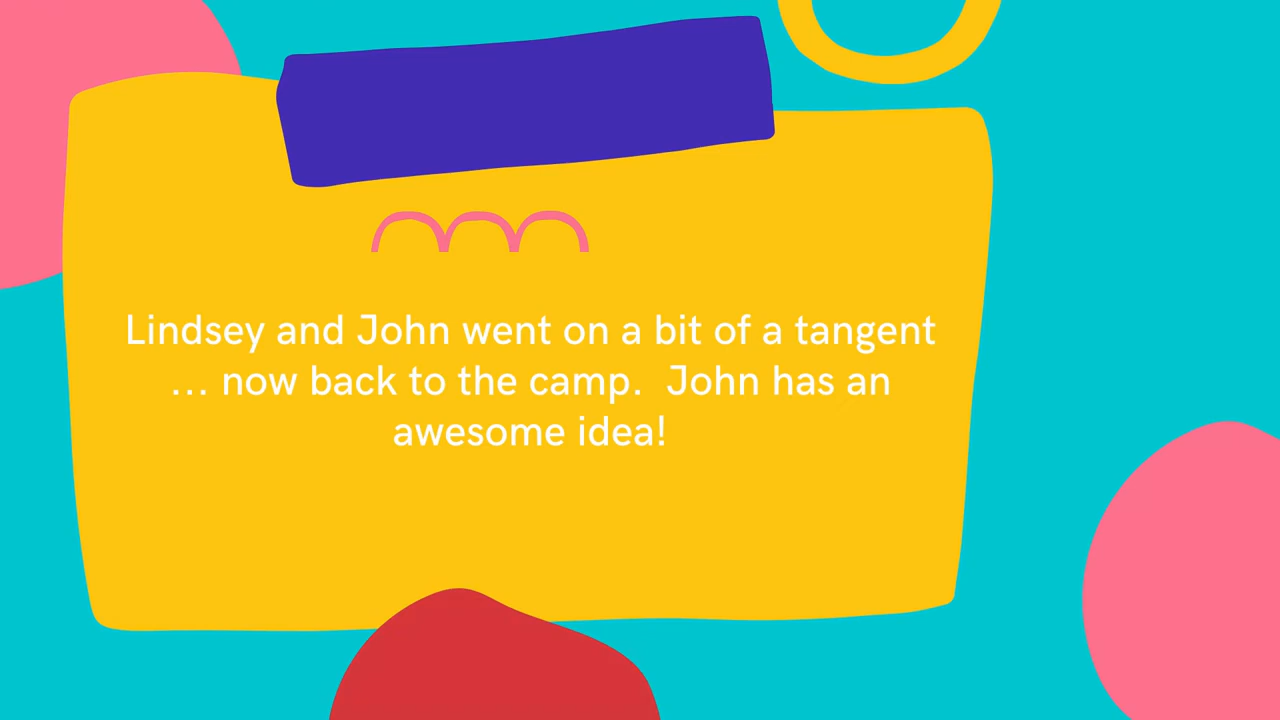 Lindsey and John went on a bit of a tangent
... now back to the camp.  John has an
awesome idea!